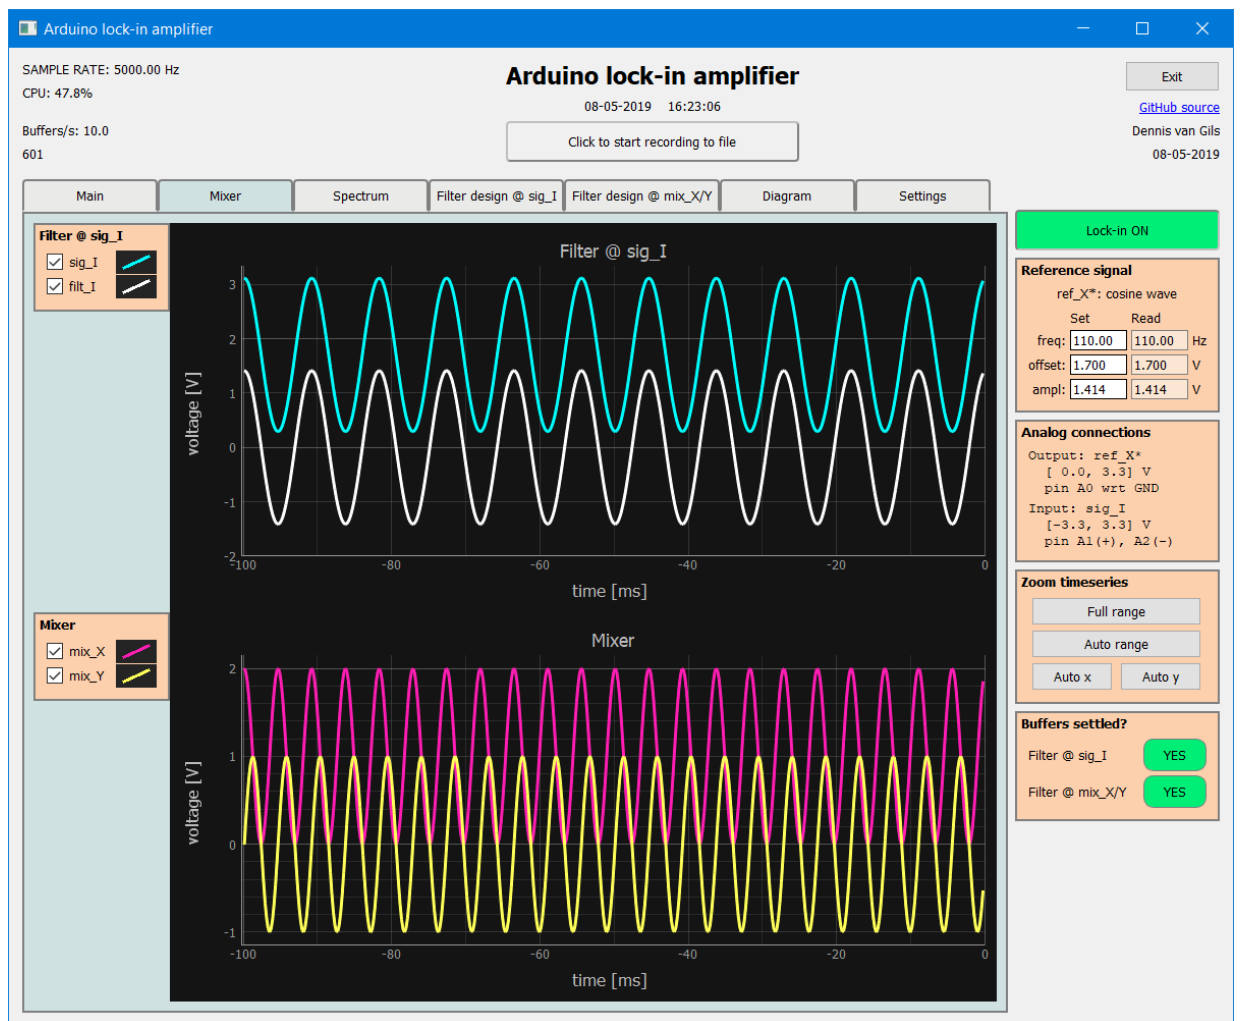 Arduino lock-in amplifier
SAMPLE RATE: 5000.00 Hz
CPU: 47.8%
Buffers/s: 10.0
601
Arduino lock-in amplifier
08-05-2019 16:23:06
Click to start recording to file
Exit
GitHub source
Dennis van Gils
08-05-2019
Main Mixer Spectrum Filter design @ sig_I Filter design @ mix_X/Y Diagram Settings
Filter @ sig_I
sig_I
filt_I
Filter @ sig_I
voltage [V]
3
2
1
0
-1
-2
-100 -80 -60 -40 -20 0
time [ms]
Mixer
mix_X
mix_Y
Mixer
voltage [V]
2
1
0
-1
-100 -80 -60 -40 -20 0
time [ms]
Lock-in ON
Reference signal
ref_X*: cosine wave
Set Read
freq: 110.00 110.00 Hz
offset: 1.700 1.700 V
ampl: 1.414 1.414 V
Analog connections
Output: ref_X*
[ 0.0, 3.3] V
pin A0 wrt GND
Input: sig_I
[-3.3, 3.3] V
pin A1(+), A2(-)
Zoom timeseries
Full range
Auto range
Auto x Auto y
Buffers settled?
Filter @ sig_I YES
Filter @ mix_X/Y YES